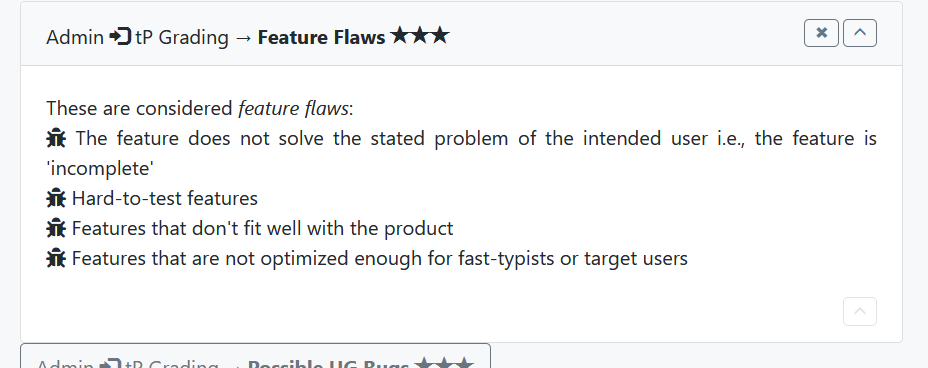 Admin tP Grading → Feature Flaws ★★★
These are considered feature flaws:
The feature does not solve the stated problem of the intended user i.e., the feature is
'incomplete'
Hard-to-test features
Features that don't fit well with the product
Features that are not optimized enough for fast-typists or target users
Admin tP Grading → Possible UG Bugs ★★★